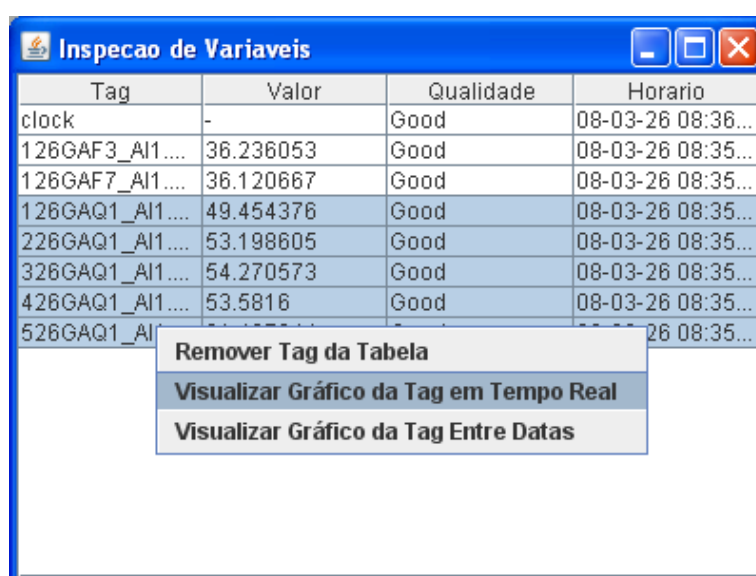 Inspecao de Variaveis
Tag Valor Qualidade Horario
clock - Good 08-03-26 08:36...
126GAF3_AI1.... 36.236053 Good 08-03-26 08:35...
126GAF7_AI1.... 36.120667 Good 08-03-26 08:35...
126GAQ1_AI1.... 49.454376 Good 08-03-26 08:35...
226GAQ1_AI1.... 53.198605 Good 08-03-26 08:35...
326GAQ1_AI1.... 54.270573 Good 08-03-26 08:35...
426GAQ1_AI1.... 53.5816 Good 08-03-26 08:35...
526GAQ1_AI 26 08:35...
Remover Tag da Tabela
Visualizar Gráfico da Tag em Tempo Real
Visualizar Gráfico da Tag Entre Datas